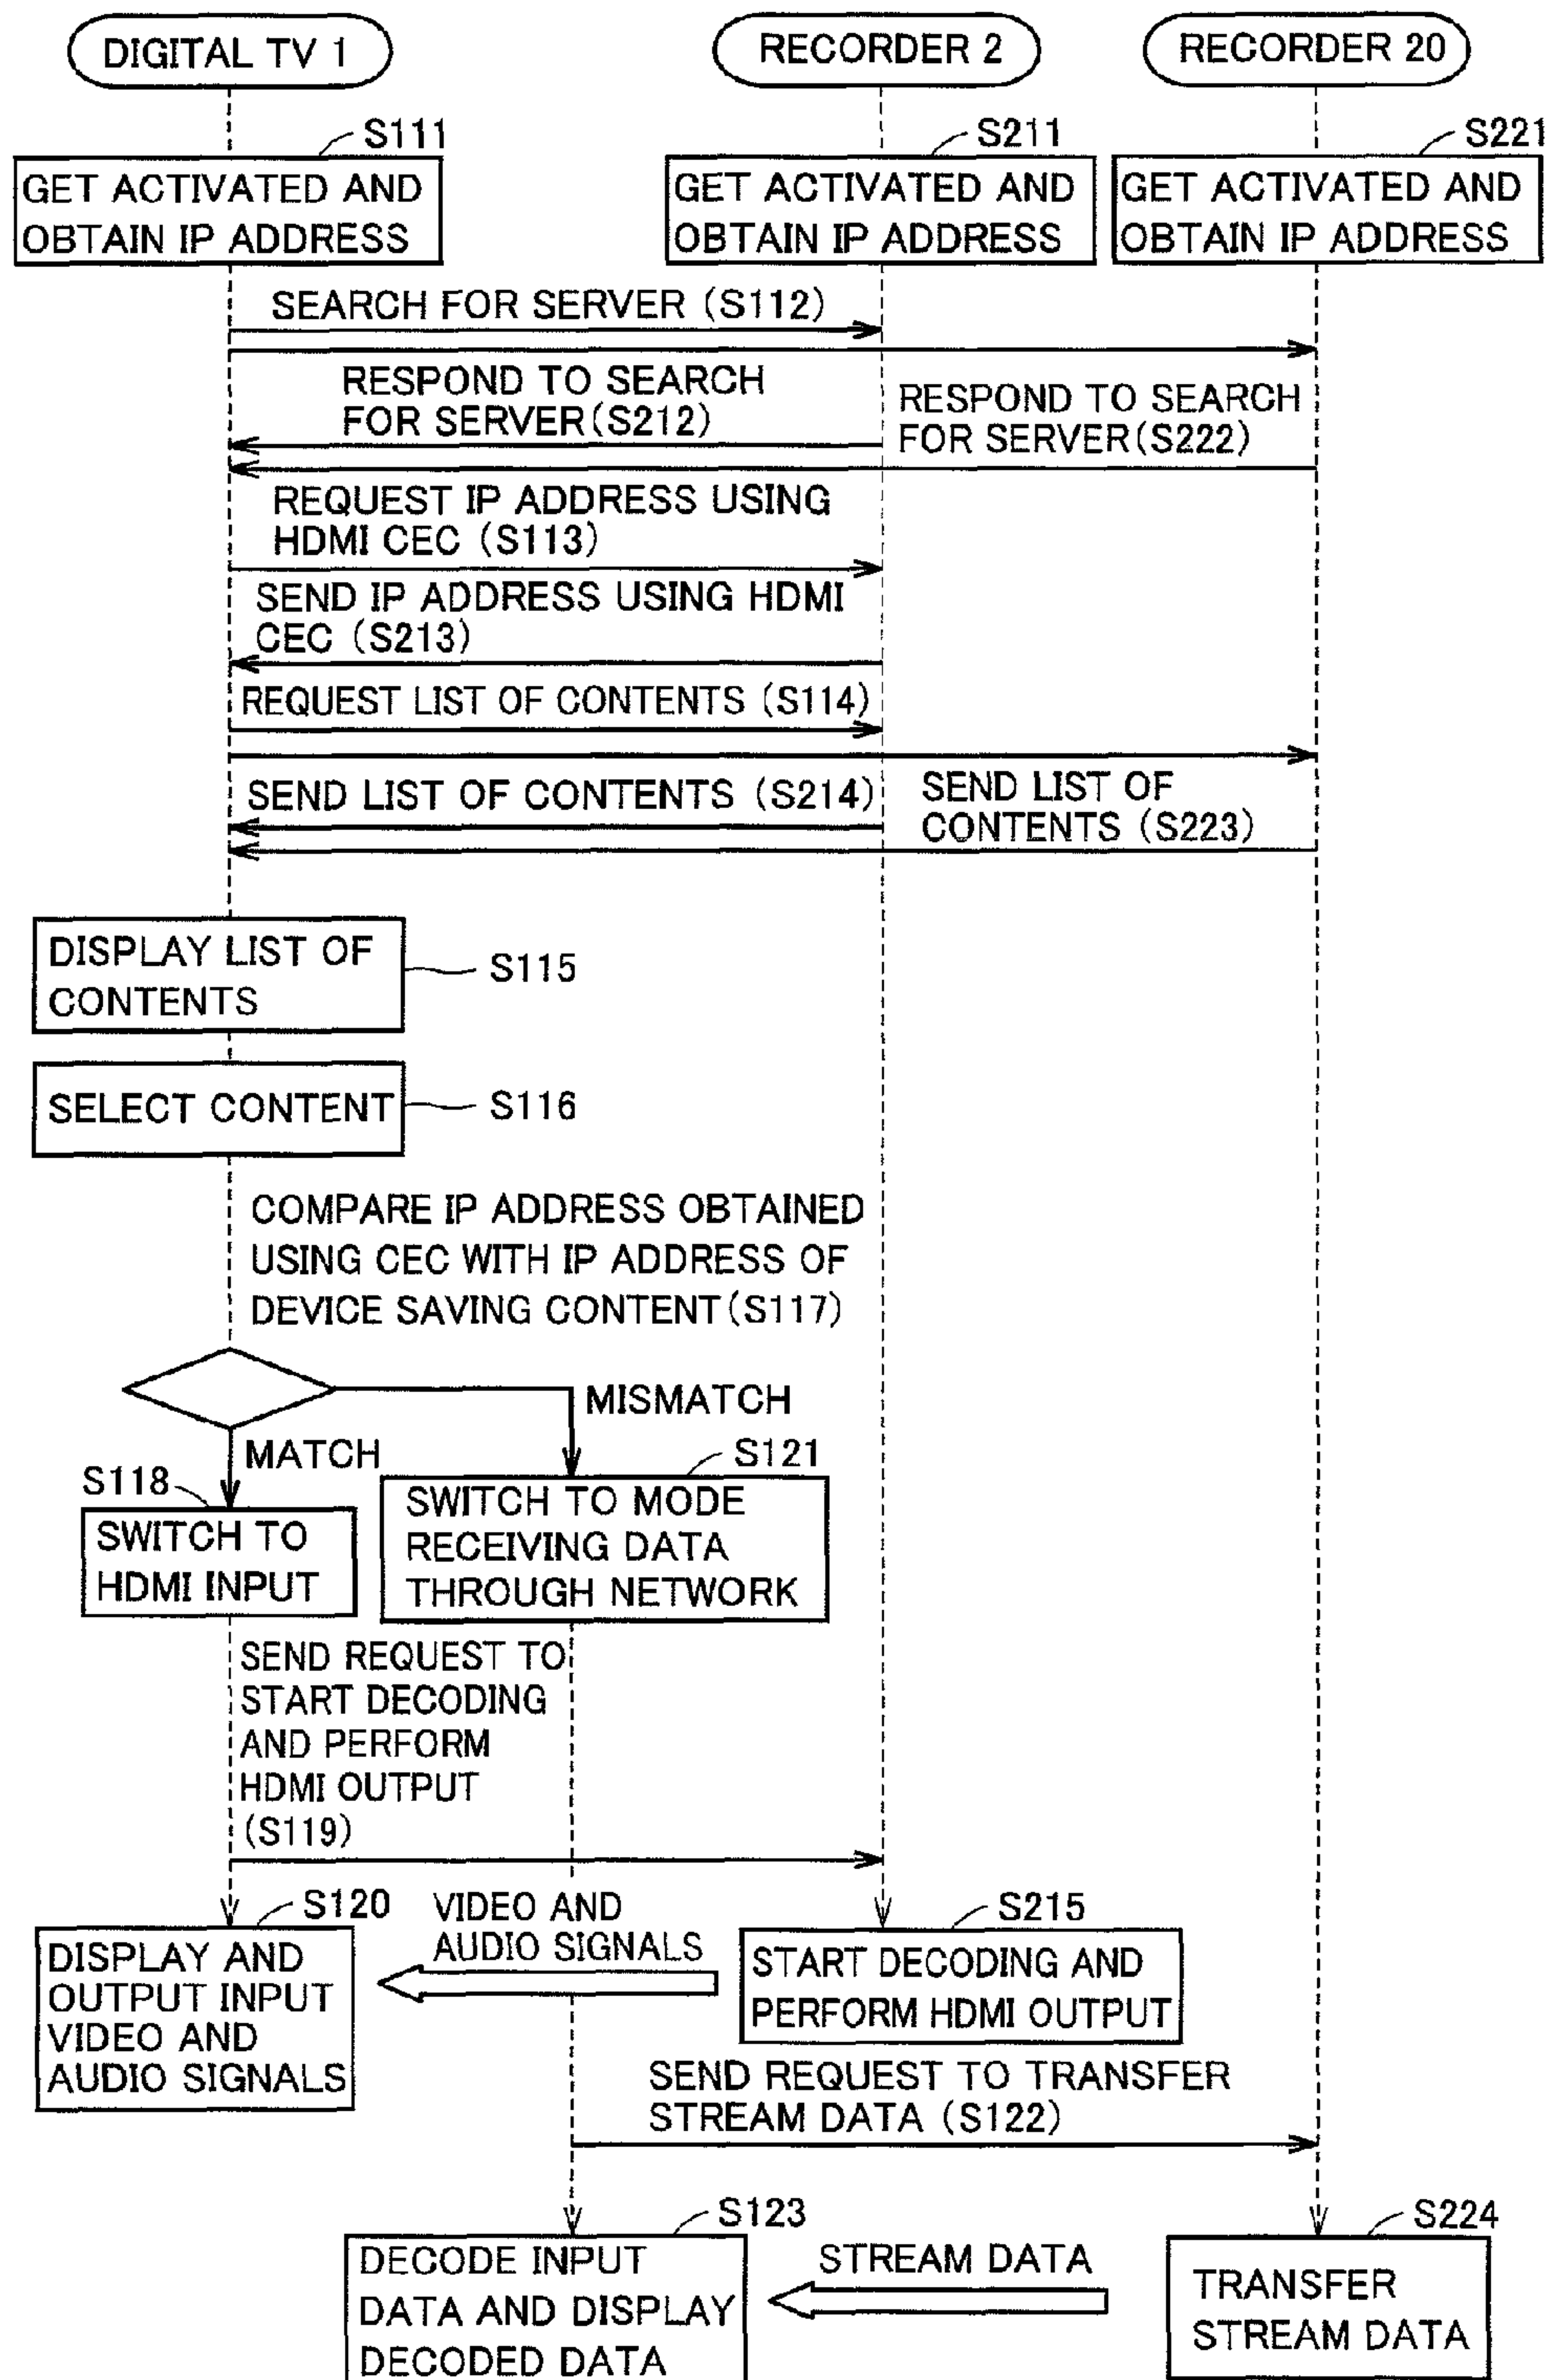 DIGITAL TV 1
RECORDER 2
RECORDER 20
S111
S211
S221
GET ACTIVATED AND
OBTAIN IP ADDRESS
GET ACTIVATED AND
OBTAIN IP ADDRESS
GET ACTIVATED AND
OBTAIN IP ADDRESS
SEARCH FOR SERVER (S112)
RESPOND TO SEARCH
FOR SERVER(S212)
RESPOND TO SEARCH
FOR SERVER(S222)
REQUEST IP ADDRESS USING
HDMI CEC (S113)
SEND IP ADDRESS USING HDMI
CEC (S213)
REQUEST LIST OF CONTENTS (S114)
SEND LIST OF CONTENTS (S214)
SEND LIST OF
CONTENTS (S223)
DISPLAY LIST OF
CONTENTS
S115
SELECT CONTENT
S116
COMPARE IP ADDRESS OBTAINED
USING CEC WITH IP ADDRESS OF
DEVICE SAVING CONTENT(S117)
MISMATCH
MATCH
S118
S121
SWITCH TO
HDMI INPUT
SWITCH TO MODE
RECEIVING DATA
THROUGH NETWORK
SEND REQUEST TO
START DECODING
AND PERFORM
HDMI OUTPUT
(S119)
S120
VIDEO AND
AUDIO SIGNALS
S215
DISPLAY AND
OUTPUT INPUT
VIDEO AND
AUDIO SIGNALS
START DECODING AND
PERFORM HDMI OUTPUT
SEND REQUEST TO TRANSFER
STREAM DATA (S122)
S123
S224
DECODE INPUT
DATA AND DISPLAY
DECODED DATA
STREAM DATA
TRANSFER
STREAM DATA